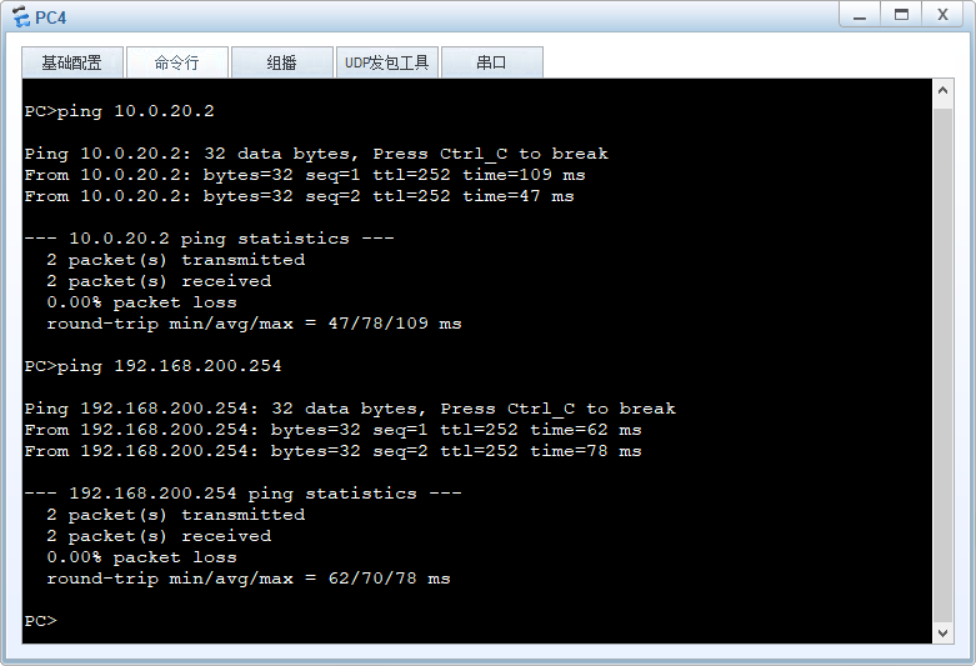 PC4
基础配置 命令行 组播 UDP发包工具 串口
PC>ping 10.0.20.2
Ping 10.0.20.2: 32 data bytes, Press Ctrl_C to break
From 10.0.20.2: bytes=32 seq=1 ttl=252 time=109 ms
From 10.0.20.2: bytes=32 seq=2 ttl=252 time=47 ms
--- 10.0.20.2 ping statistics ---
2 packet(s) transmitted
2 packet(s) received
0.00% packet loss
round-trip min/avg/max = 47/78/109 ms
PC>ping 192.168.200.254
Ping 192.168.200.254: 32 data bytes, Press Ctrl_C to break
From 192.168.200.254: bytes=32 seq=1 ttl=252 time=62 ms
From 192.168.200.254: bytes=32 seq=2 ttl=252 time=78 ms
--- 192.168.200.254 ping statistics ---
2 packet(s) transmitted
2 packet(s) received
0.00% packet loss
round-trip min/avg/max = 62/70/78 ms
PC>